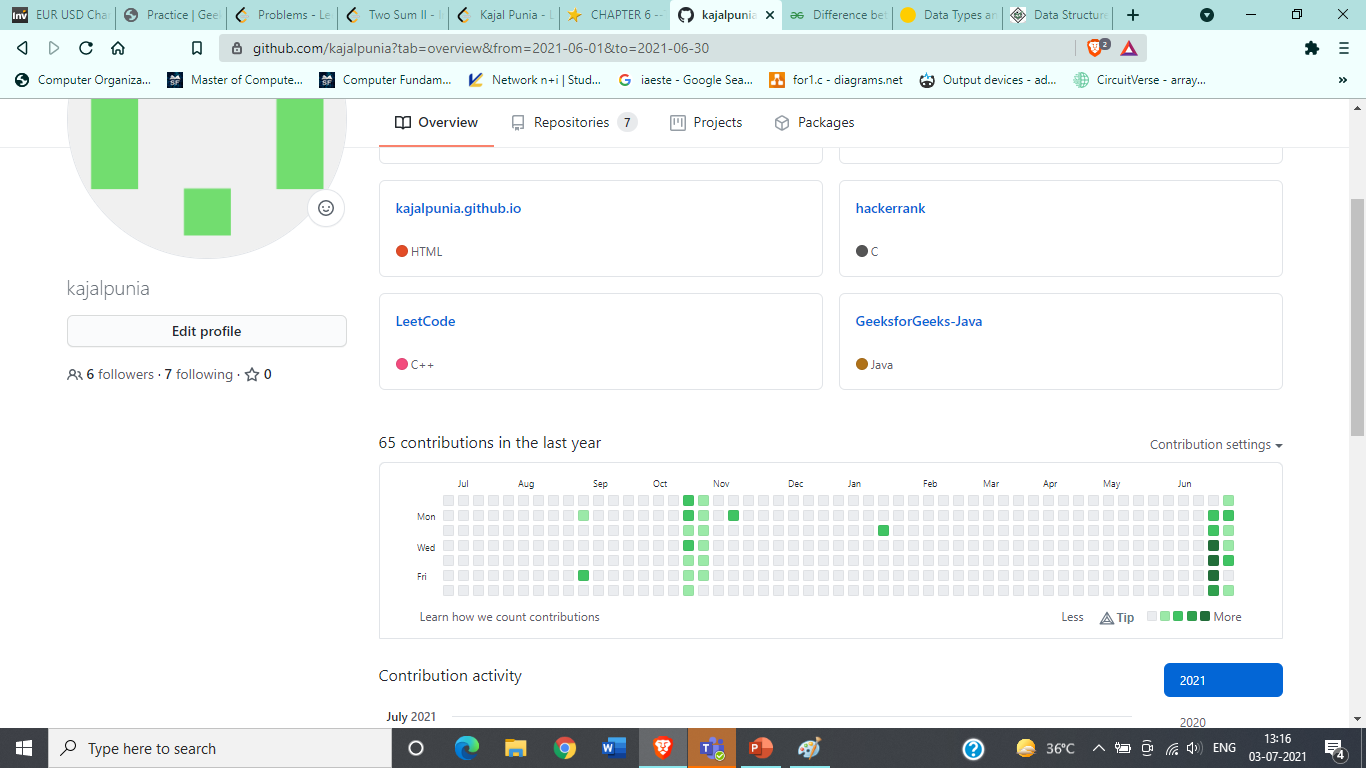 EUR USD Cha
Practice | Gee
Problems - Le
Two Sum II - I
Kajal Punia - L
CHAPTER 6 --
kajalpunia
Difference be
Data Types an
Data Structure
github.com/kajalpunia?tab=overview&from=2021-06-01&to=2021-06-30
2
Computer Organiza...
Master of Compute...
Computer Fundam...
Network n+i | Stud...
iaeste - Google Sea...
for1.c - diagrams.net
Output devices - ad...
CircuitVerse - array...
»
Overview
Repositories 7
Projects
Packages
kajalpunia.github.io
HTML
hackerrank
C
kajalpunia
Edit profile
6 followers · 7 following · 0
LeetCode
C++
GeeksforGeeks-Java
Java
65 contributions in the last year
Contribution settings
Jul Aug Sep Oct Nov Dec Jan Feb Mar Apr May Jun
Mon
Wed
Fri
Learn how we count contributions
Less
Tip
More
Contribution activity
2021
July 2021
2020
Type here to search
36°C
ENG
13:16
03-07-2021
4